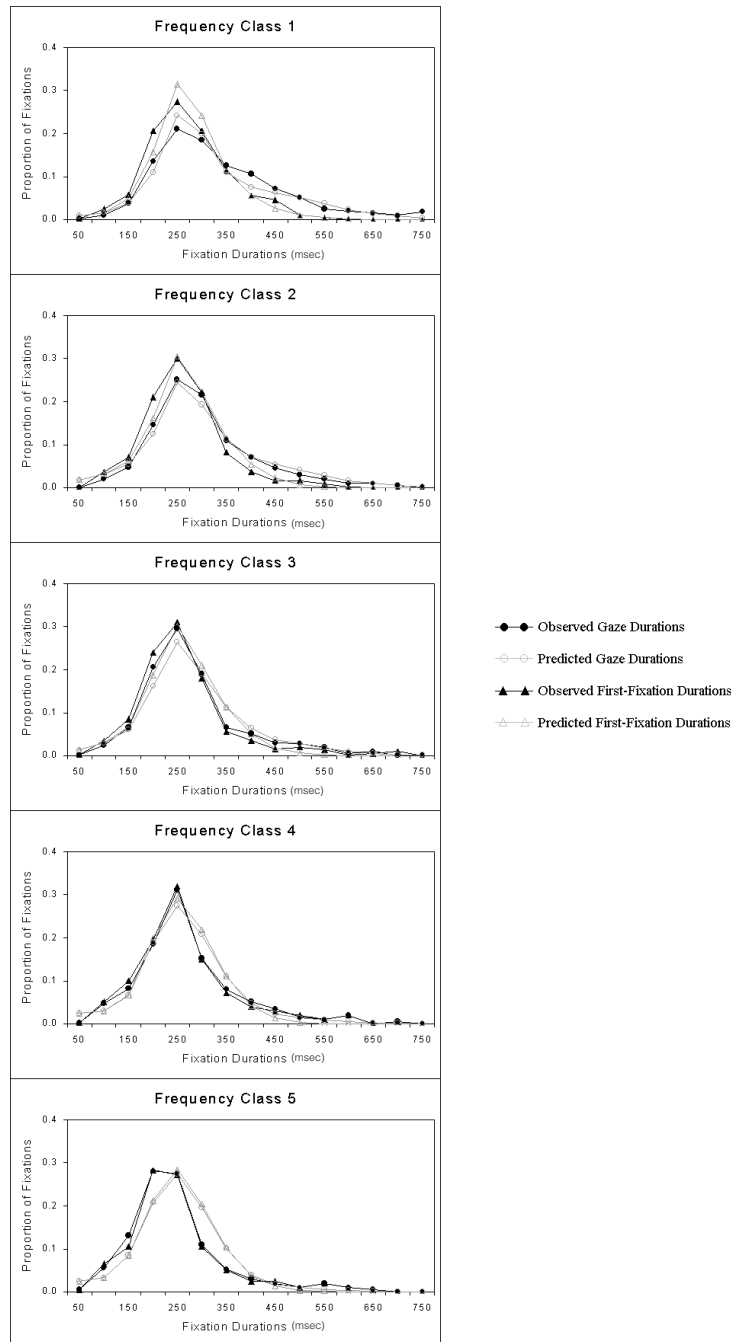 Frequency Class 1
0.4
0.3
0.2
0.1
0.0
Proportion of Fixations
50 150 250 350 450 550 650 750
Fixation Durations (msec)
Frequency Class 2
0.4
0.3
0.2
0.1
0.0
Proportion of Fixations
50 150 250 350 450 550 650 750
Fixation Durations (msec)
Frequency Class 3
0.4
0.3
0.2
0.1
0.0
Proportion of Fixations
50 150 250 350 450 550 650 750
Fixation Durations (msec)
Observed Gaze Durations
Predicted Gaze Durations
Observed First-Fixation Durations
Predicted First-Fixation Durations
Frequency Class 4
0.4
0.3
0.2
0.1
0.0
Proportion of Fixations
50 150 250 350 450 550 650 750
Fixation Durations (msec)
Frequency Class 5
0.4
0.3
0.2
0.1
0.0
Proportion of Fixations
50 150 250 350 450 550 650 750
Fixation Durations (msec)